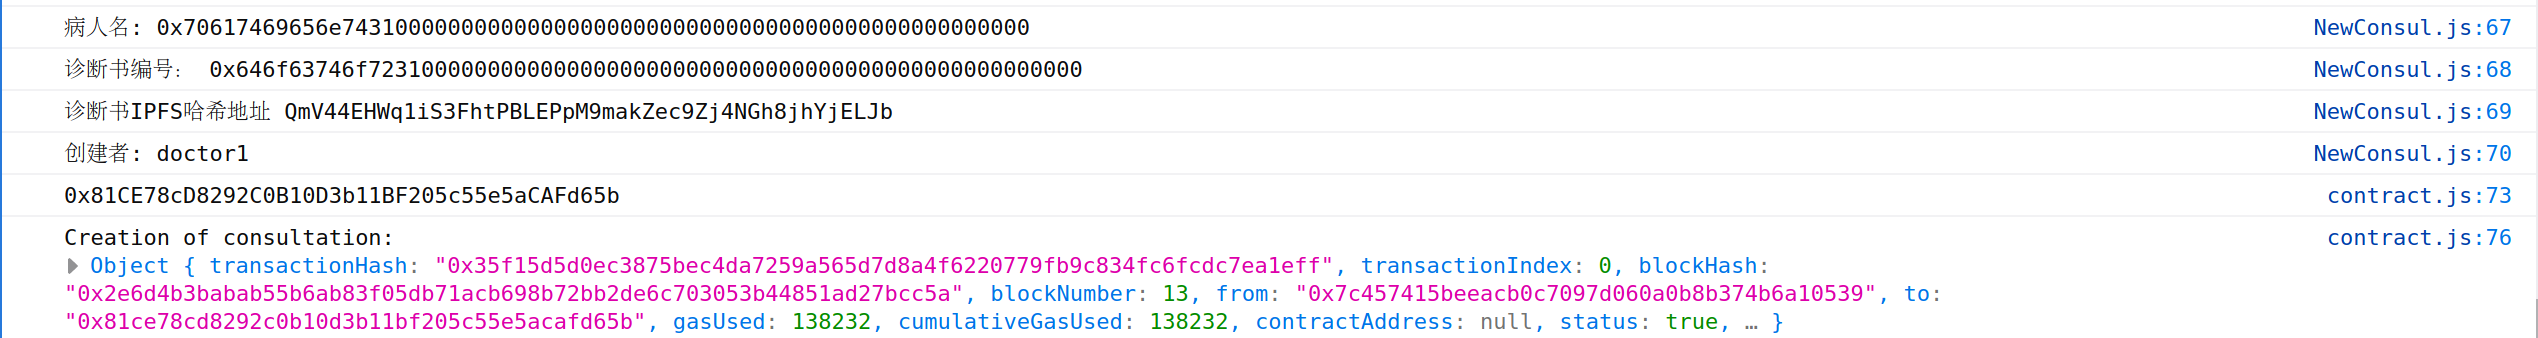 病人名: 0x70617469656e7431000000000000000000000000000000000000000000000000 NewConsul.js:67
诊断书编号： 0x646f63746f723100000000000000000000000000000000000000000000000000 NewConsul.js:68
诊断书IPFS哈希地址 QmV44EHWq1iS3FhtPBLEPpM9makZec9Zj4NGh8jhYjELJb NewConsul.js:69
创建者: doctor1 NewConsul.js:70
0x81CE78cD8292C0B10D3b11BF205c55e5aCAFd65b contract.js:73
Creation of consultation: contract.js:76
Object { transactionHash: "0x35f15d5d0ec3875bec4da7259a565d7d8a4f6220779fb9c834fc6fcdc7ea1eff", transactionIndex: 0, blockHash:
"0x2e6d4b3babab55b6ab83f05db71acb698b72bb2de6c703053b44851ad27bcc5a", blockNumber: 13, from: "0x7c457415beeacb0c7097d060a0b8b374b6a10539", to:
"0x81ce78cd8292c0b10d3b11bf205c55e5acafd65b", gasUsed: 138232, cumulativeGasUsed: 138232, contractAddress: null, status: true, … }